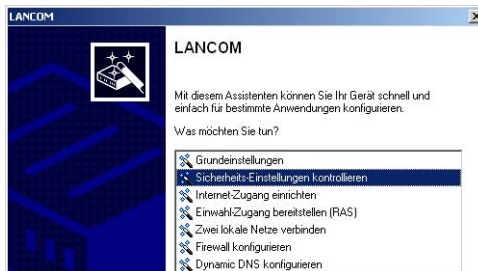 LANCOM
LANCOM
Mit diesem Assistenten können Sie Ihr Gerät schnell und
einfach für bestimmte Anwendungen konfigurieren.
Was möchten Sie tun?
Grundeinstellungen
Sicherheits-Einstellungen kontrollieren
Internet-Zugang einrichten
Einwahl-Zugang bereitstellen (RAS)
Zwei lokale Netze verbinden
Firewall konfigurieren
Dynamic DNS konfigurieren